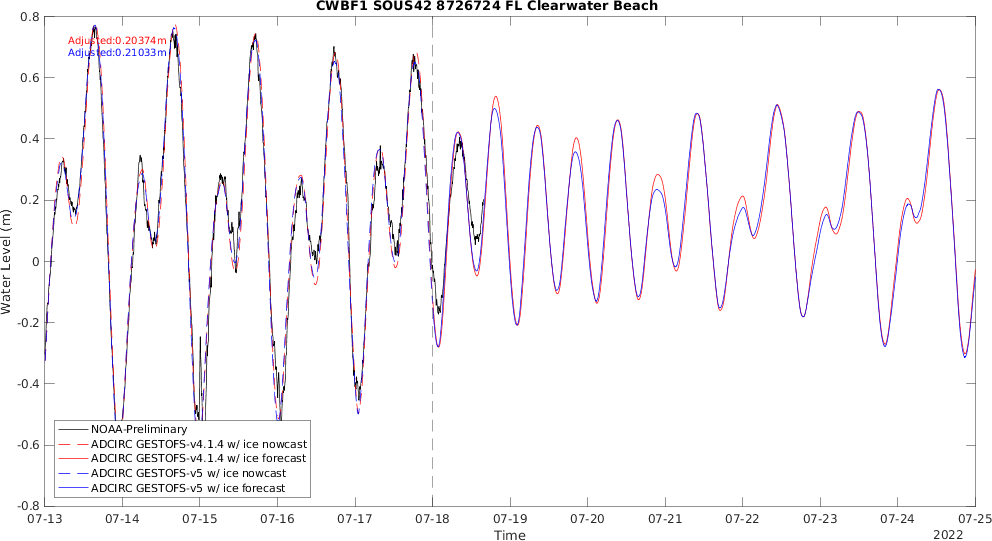 CWBF1 SOUS42 8726724 FL Clearwater Beach
Adjusted:0.20374m
Adjusted:0.21033m
Water Level (m)
0.8
0.6
0.4
0.2
0
-0.2
-0.4
-0.6
-0.8
NOAA-Preliminary
ADCIRC GESTOFS-v4.1.4 w/ ice nowcast
ADCIRC GESTOFS-v4.1.4 w/ ice forecast
ADCIRC GESTOFS-v5 w/ ice nowcast
ADCIRC GESTOFS-v5 w/ ice forecast
07-13 07-14 07-15 07-16 07-17 07-18 07-19 07-20 07-21 07-22 07-23 07-24 07-25
Time
2022